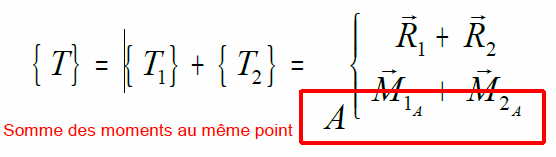 { T } = { T₁ } + { T₂ } = { R⃗₁ + R⃗₂
M⃗₁A + M⃗₂A
Somme des moments au même point A